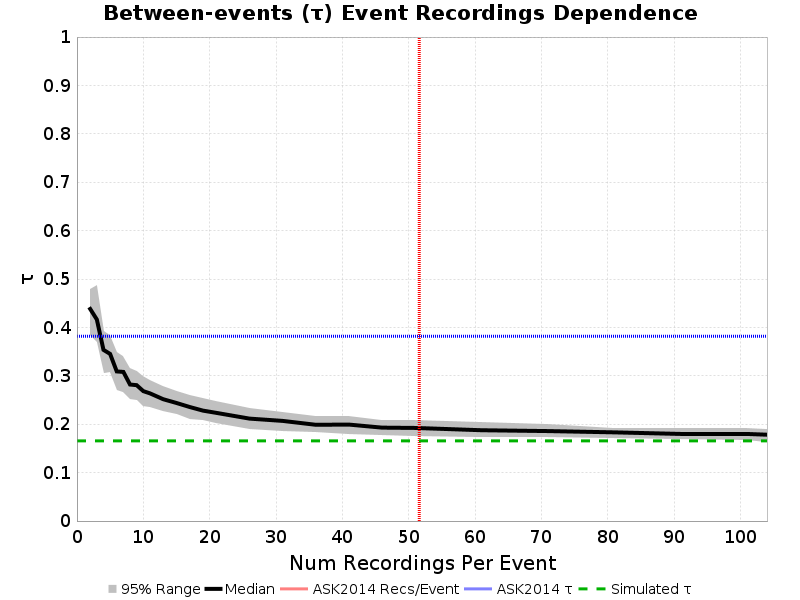 Between-events (τ) Event Recordings Dependence
1
0.9
0.8
0.7
0.6
0.5
0.4
0.3
0.2
0.1
0
τ
0 10 20 30 40 50 60 70 80 90 100
Num Recordings Per Event
95% Range Median ASK2014 Recs/Event ASK2014 τ Simulated τ